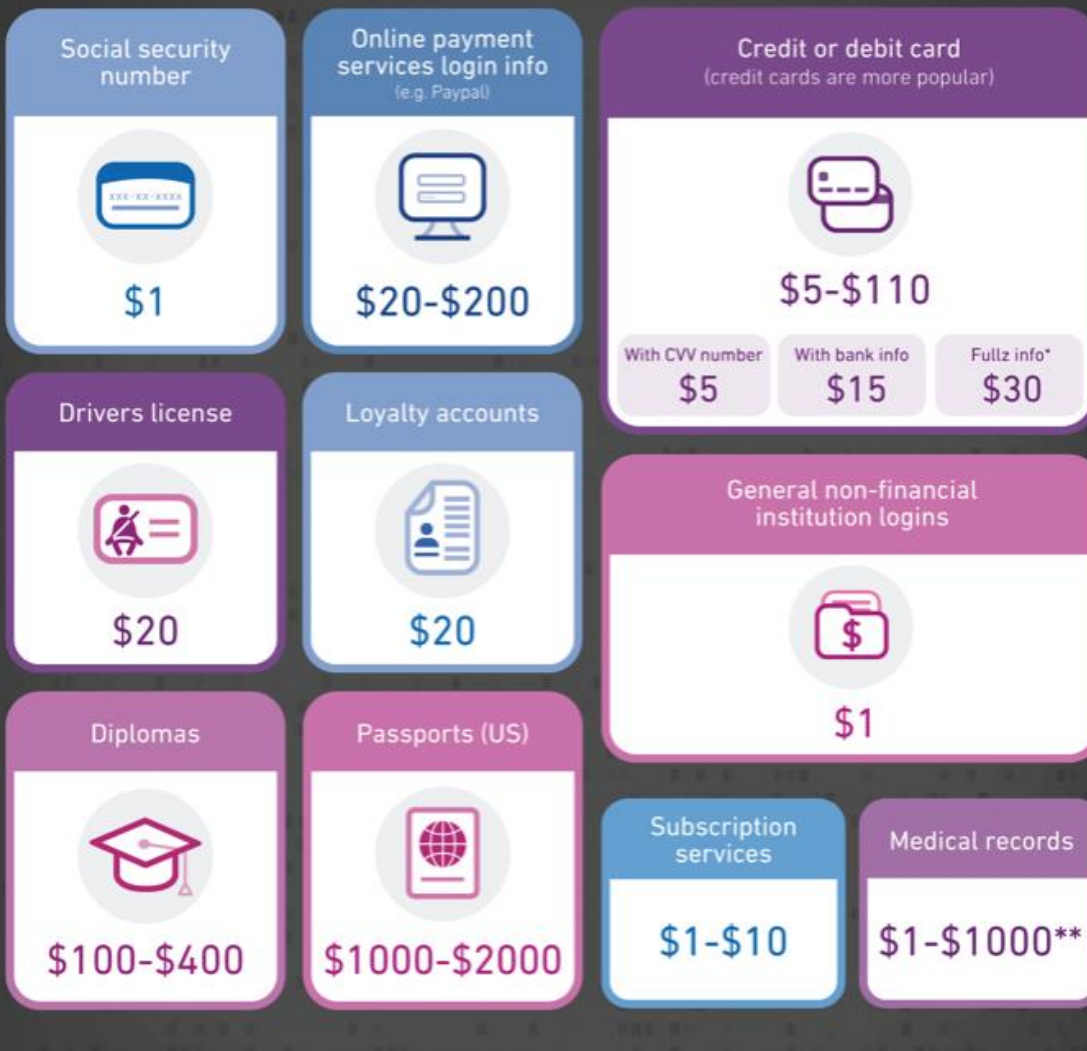 Social security
number
XXX-XX-XXXX
$1
Online payment
services login info
(e.g. Paypal)
$20-$200
Credit or debit card
(credit cards are more popular)
$5-$110
With CVV number
$5
With bank info
$15
Fullz info*
$30
Drivers license
$20
Loyalty accounts
$20
General non-financial
institution logins
$
$1
Diplomas
$100-$400
Passports (US)
$1000-$2000
Subscription
services
$1-$10
Medical records
$1-$1000**